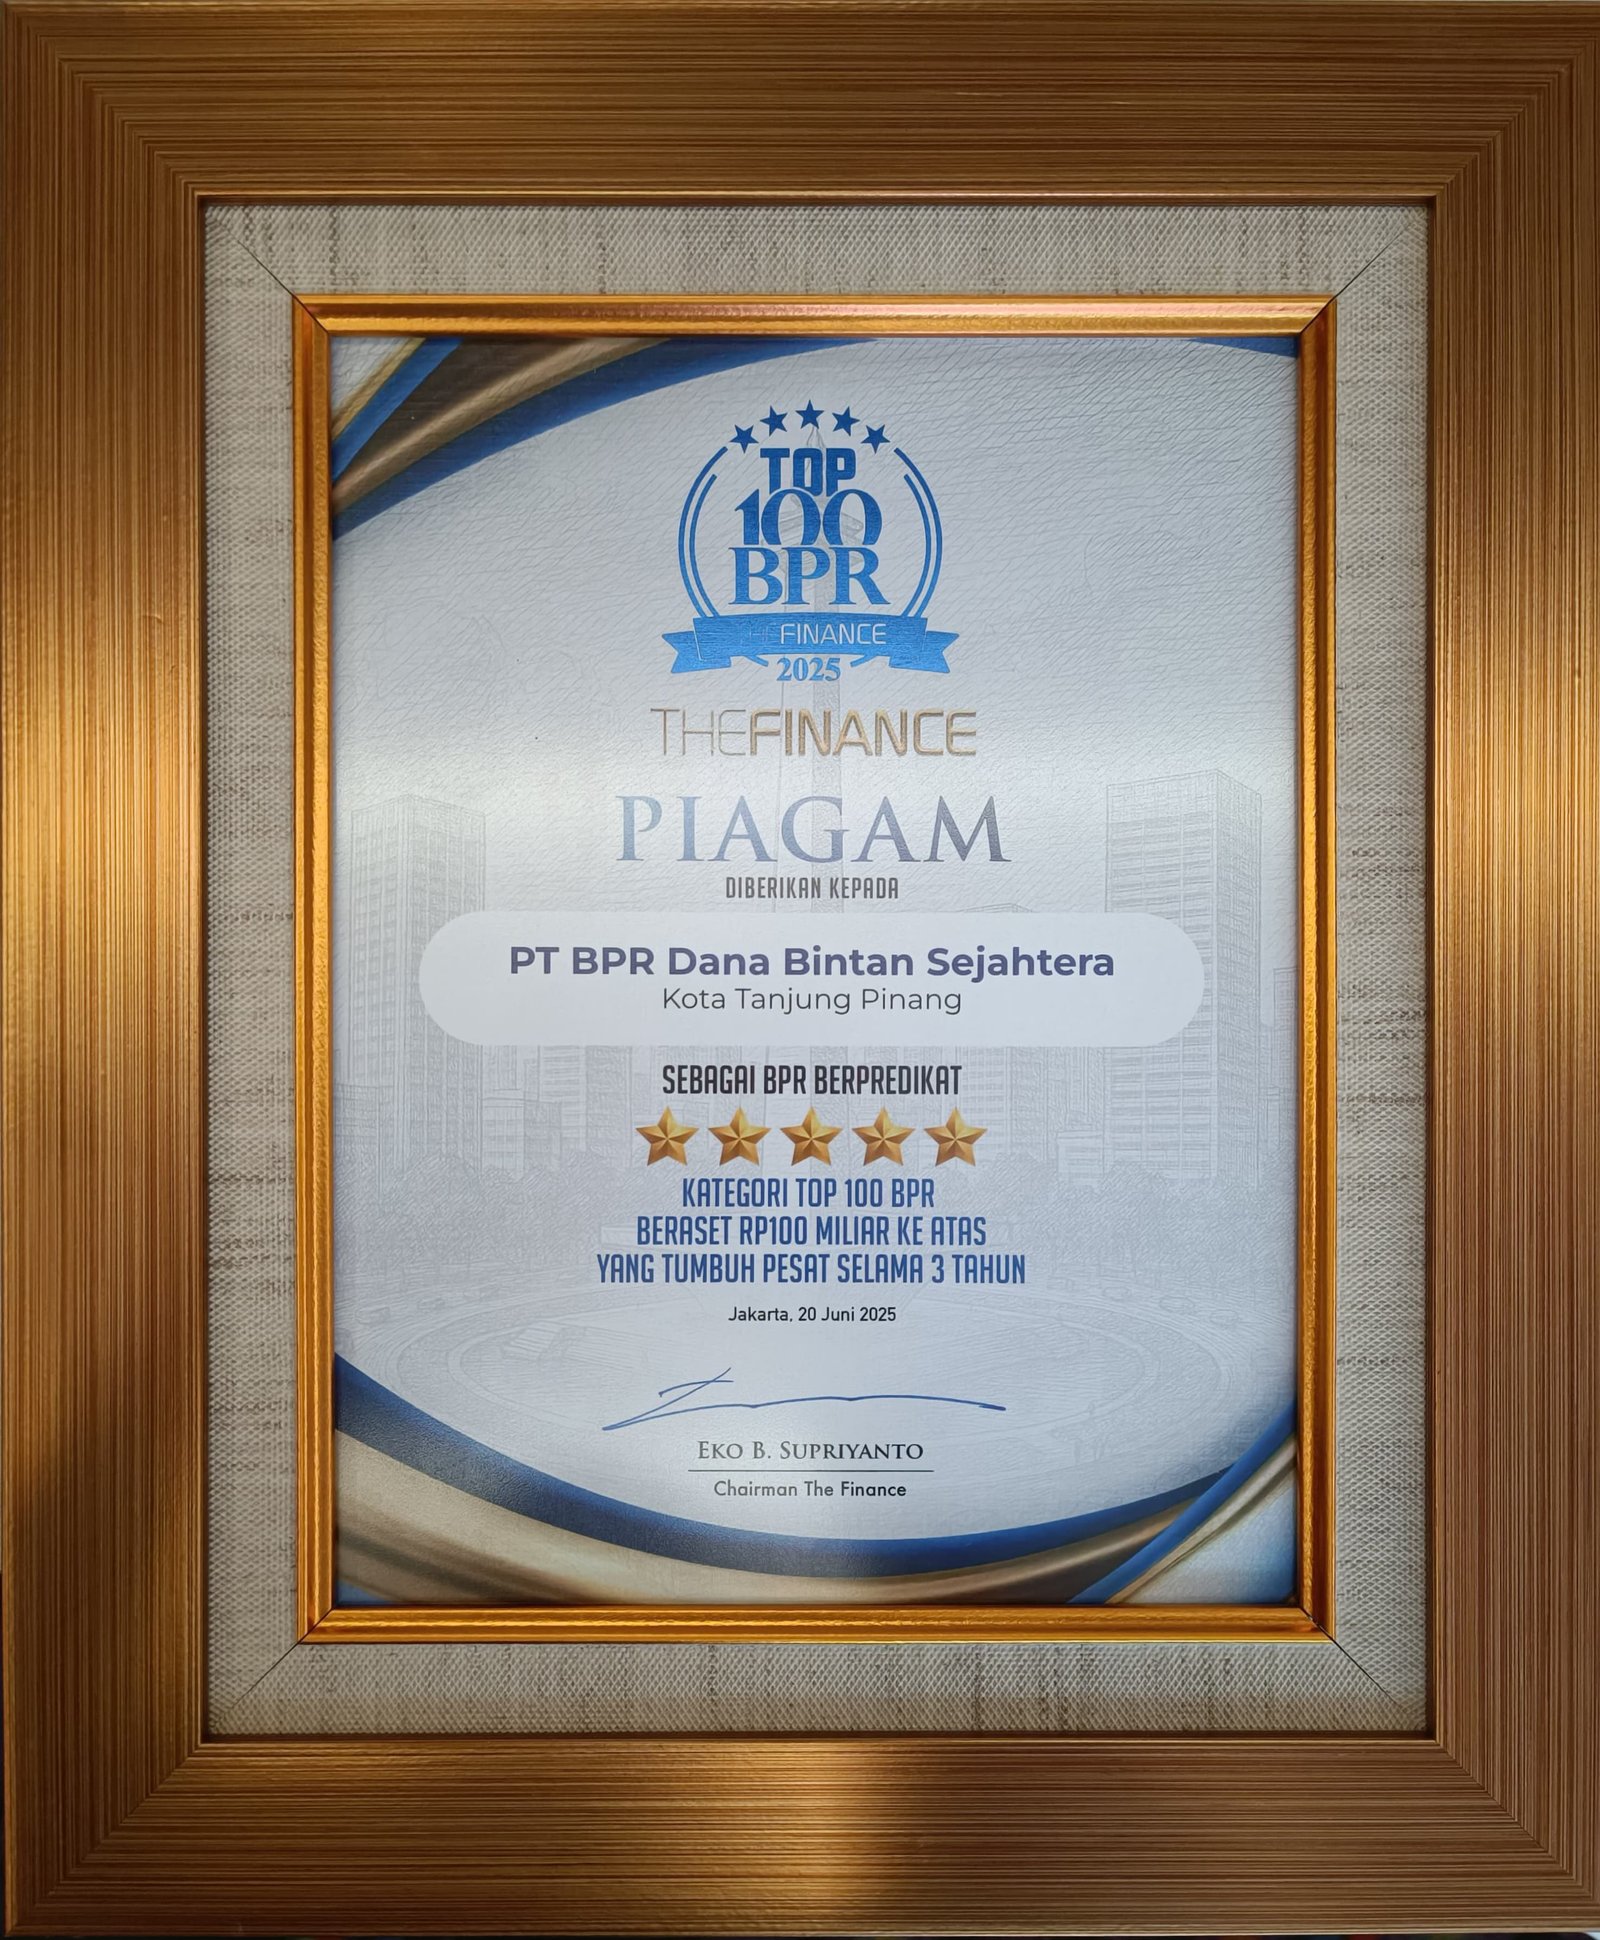 TOP
100
BPR
THE FINANCE
2025
THEFINANCE
PIAGAM
DIBERIKAN KEPADA
PT BPR Dana Bintan Sejahtera
Kota Tanjung Pinang
SEBAGAI BPR BERPREDIKAT
KATEGORI TOP 100 BPR
BERASET RP100 MILIAR KE ATAS
YANG TUMBUH PESAT SELAMA 3 TAHUN
Jakarta, 20 Juni 2025
EKO B. SUPRIYANTO
Chairman The Finance